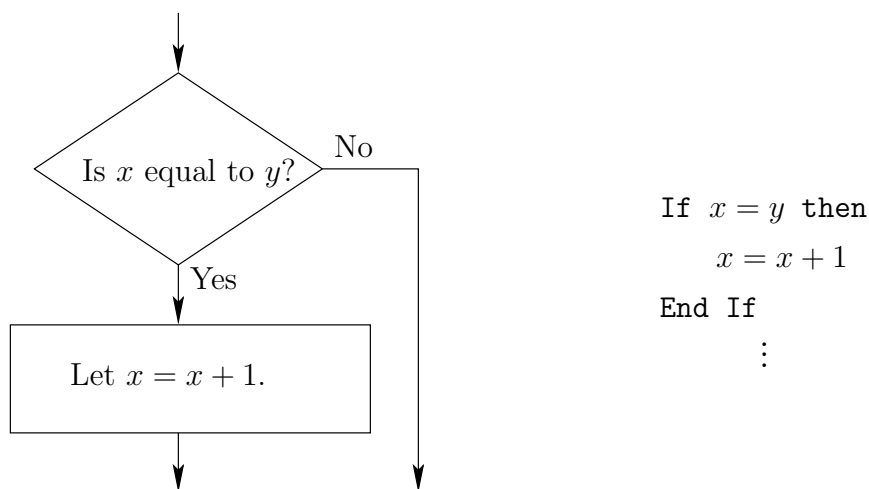 Is x equal to y?
No
Yes
Let x = x + 1.
If x = y then
x = x + 1
End If
⋮